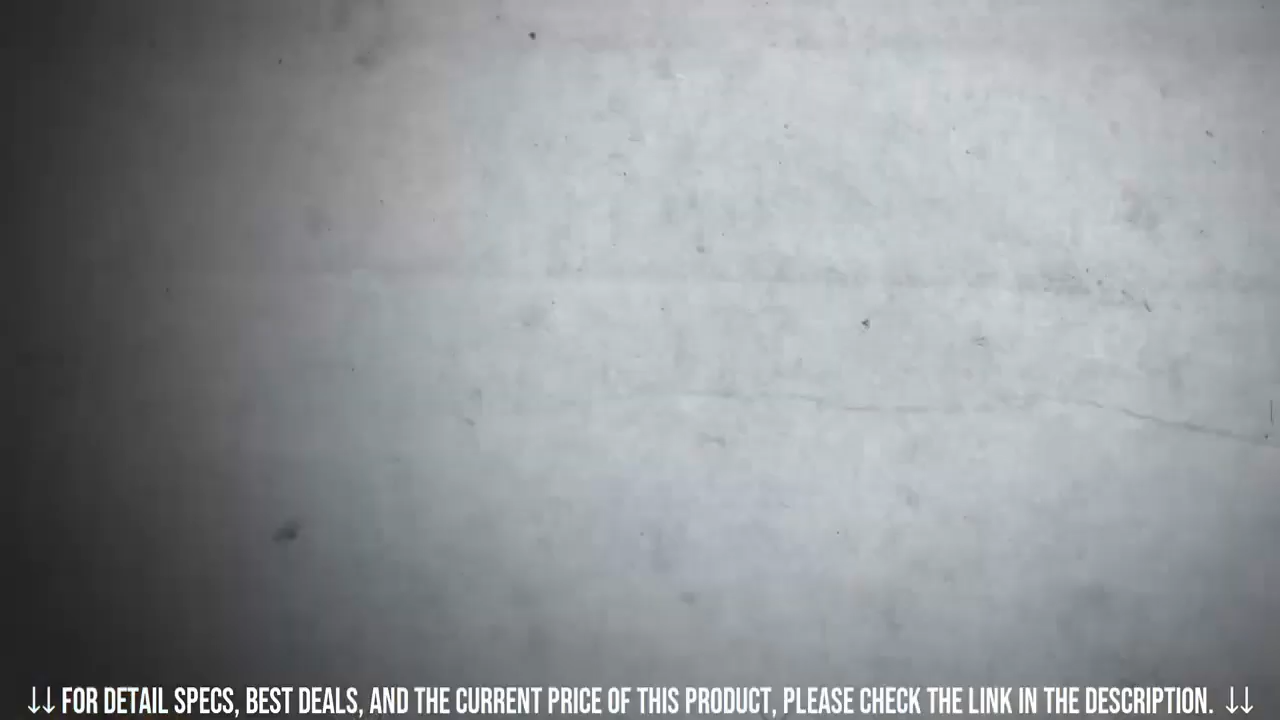 ↓↓ FOR DETAIL SPECS, BEST DEALS, AND THE CURRENT PRICE OF THIS PRODUCT, PLEASE CHECK THE LINK IN THE DESCRIPTION. ↓↓